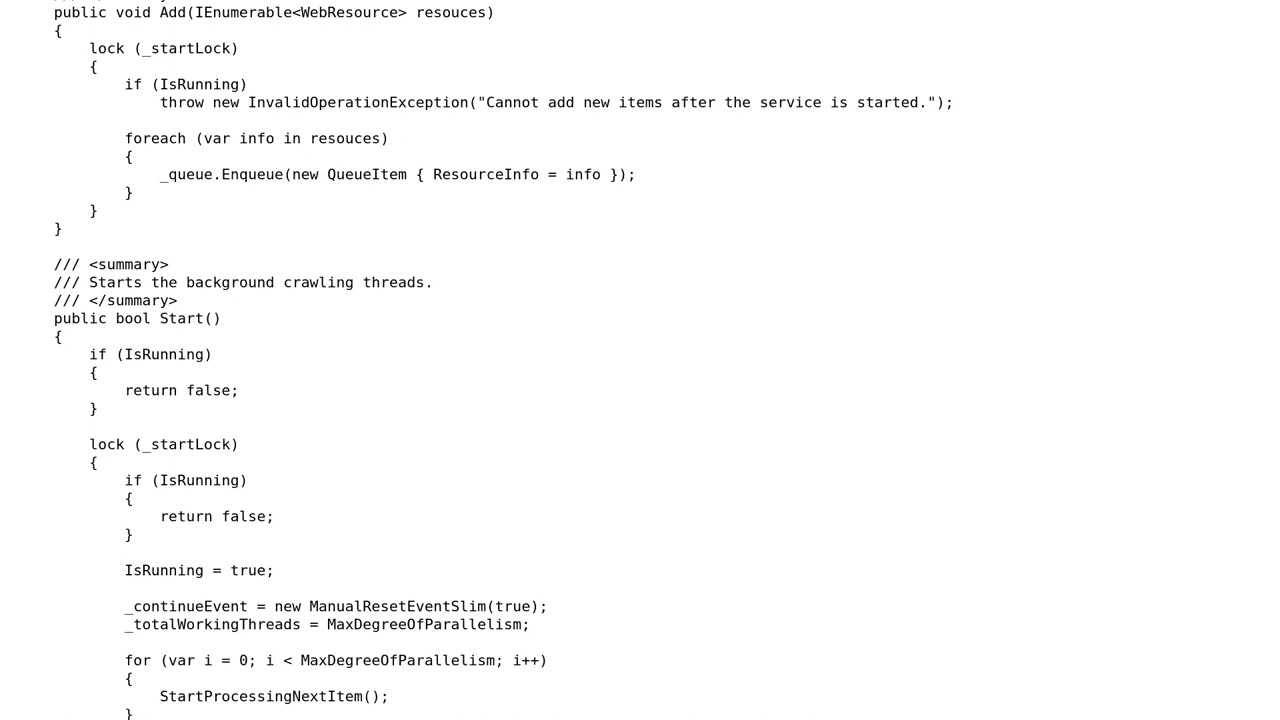 public void Add(IEnumerable<WebResource> resouces)
{
lock (_startLock)
{
if (IsRunning)
throw new InvalidOperationException("Cannot add new items after the service is started.");
foreach (var info in resouces)
{
_queue.Enqueue(new QueueItem { ResourceInfo = info });
}
}
}
/// <summary>
/// Starts the background crawling threads.
/// </summary>
public bool Start()
{
if (IsRunning)
{
return false;
}
lock (_startLock)
{
if (IsRunning)
{
return false;
}
IsRunning = true;
_continueEvent = new ManualResetEventSlim(true);
_totalWorkingThreads = MaxDegreeOfParallelism;
for (var i = 0; i < MaxDegreeOfParallelism; i++)
{
StartProcessingNextItem();
}